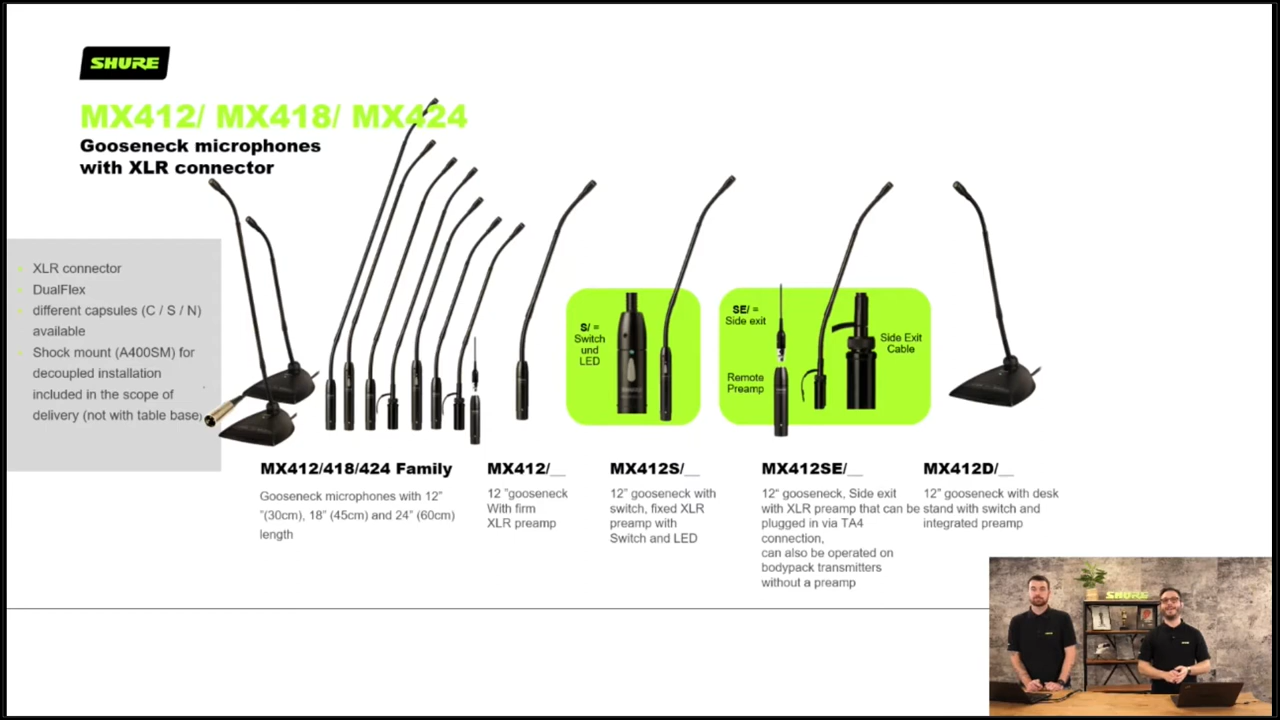 SHURE
MX412/ MX418/ MX424
Gooseneck microphones
with XLR connector
XLR connector
DualFlex
different capsules (C / S / N)
available
Shock mount (A400SM) for
decoupled installation
included in the scope of
delivery (not with table base)
S/ =
Switch
und
LED
SE/ =
Side exit
Remote
Preamp
Side Exit
Cable
MX412/418/424 Family
Gooseneck microphones with 12"
"(30cm), 18" (45cm) and 24" (60cm)
length
MX412/__
12 "gooseneck
With firm
XLR preamp
MX412S/__
12" gooseneck with
switch, fixed XLR
preamp with
Switch and LED
MX412SE/__
12“ gooseneck, Side exit
with XLR preamp that can be
plugged in via TA4
connection,
can also be operated on
bodypack transmitters
without a preamp
MX412D/__
12" gooseneck with desk
stand with switch and
integrated preamp
SHURE